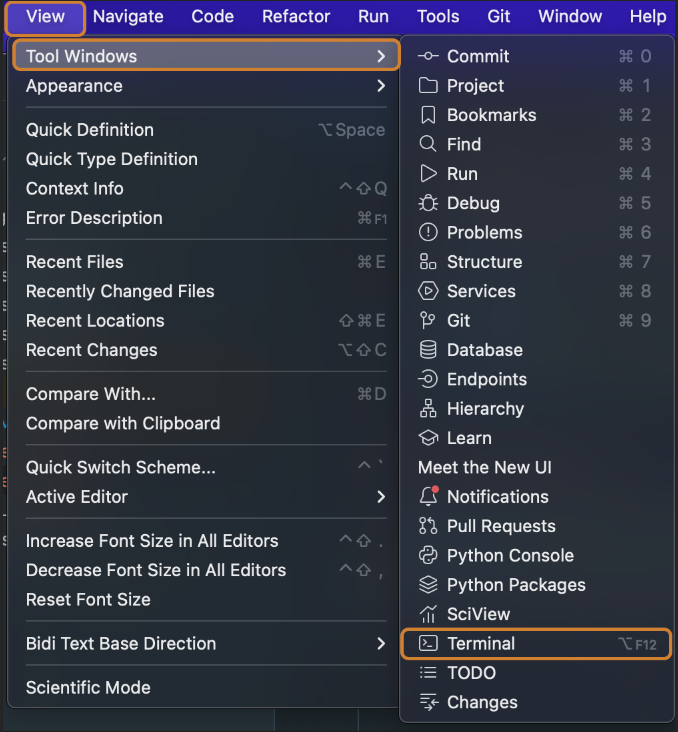 View Navigate Code Refactor Run Tools Git Window Help
Tool Windows
Appearance
Quick Definition ⌥Space
Quick Type Definition
Context Info ⌃⇧Q
Error Description ⌘F1
Recent Files ⌘E
Recently Changed Files
Recent Locations ⇧⌘E
Recent Changes ⌥⇧C
Compare With... ⌘D
Compare with Clipboard
Quick Switch Scheme... ⌃`
Active Editor
Increase Font Size in All Editors ⌃⇧.
Decrease Font Size in All Editors ⌃⇧,
Reset Font Size
Bidi Text Base Direction
Scientific Mode
Commit ⌘0
Project ⌘1
Bookmarks ⌘2
Find ⌘3
Run ⌘4
Debug ⌘5
Problems ⌘6
Structure ⌘7
Services ⌘8
Git ⌘9
Database
Endpoints
Hierarchy
Learn
Meet the New UI
Notifications
Pull Requests
Python Console
Python Packages
SciView
Terminal ⌥F12
TODO
Changes